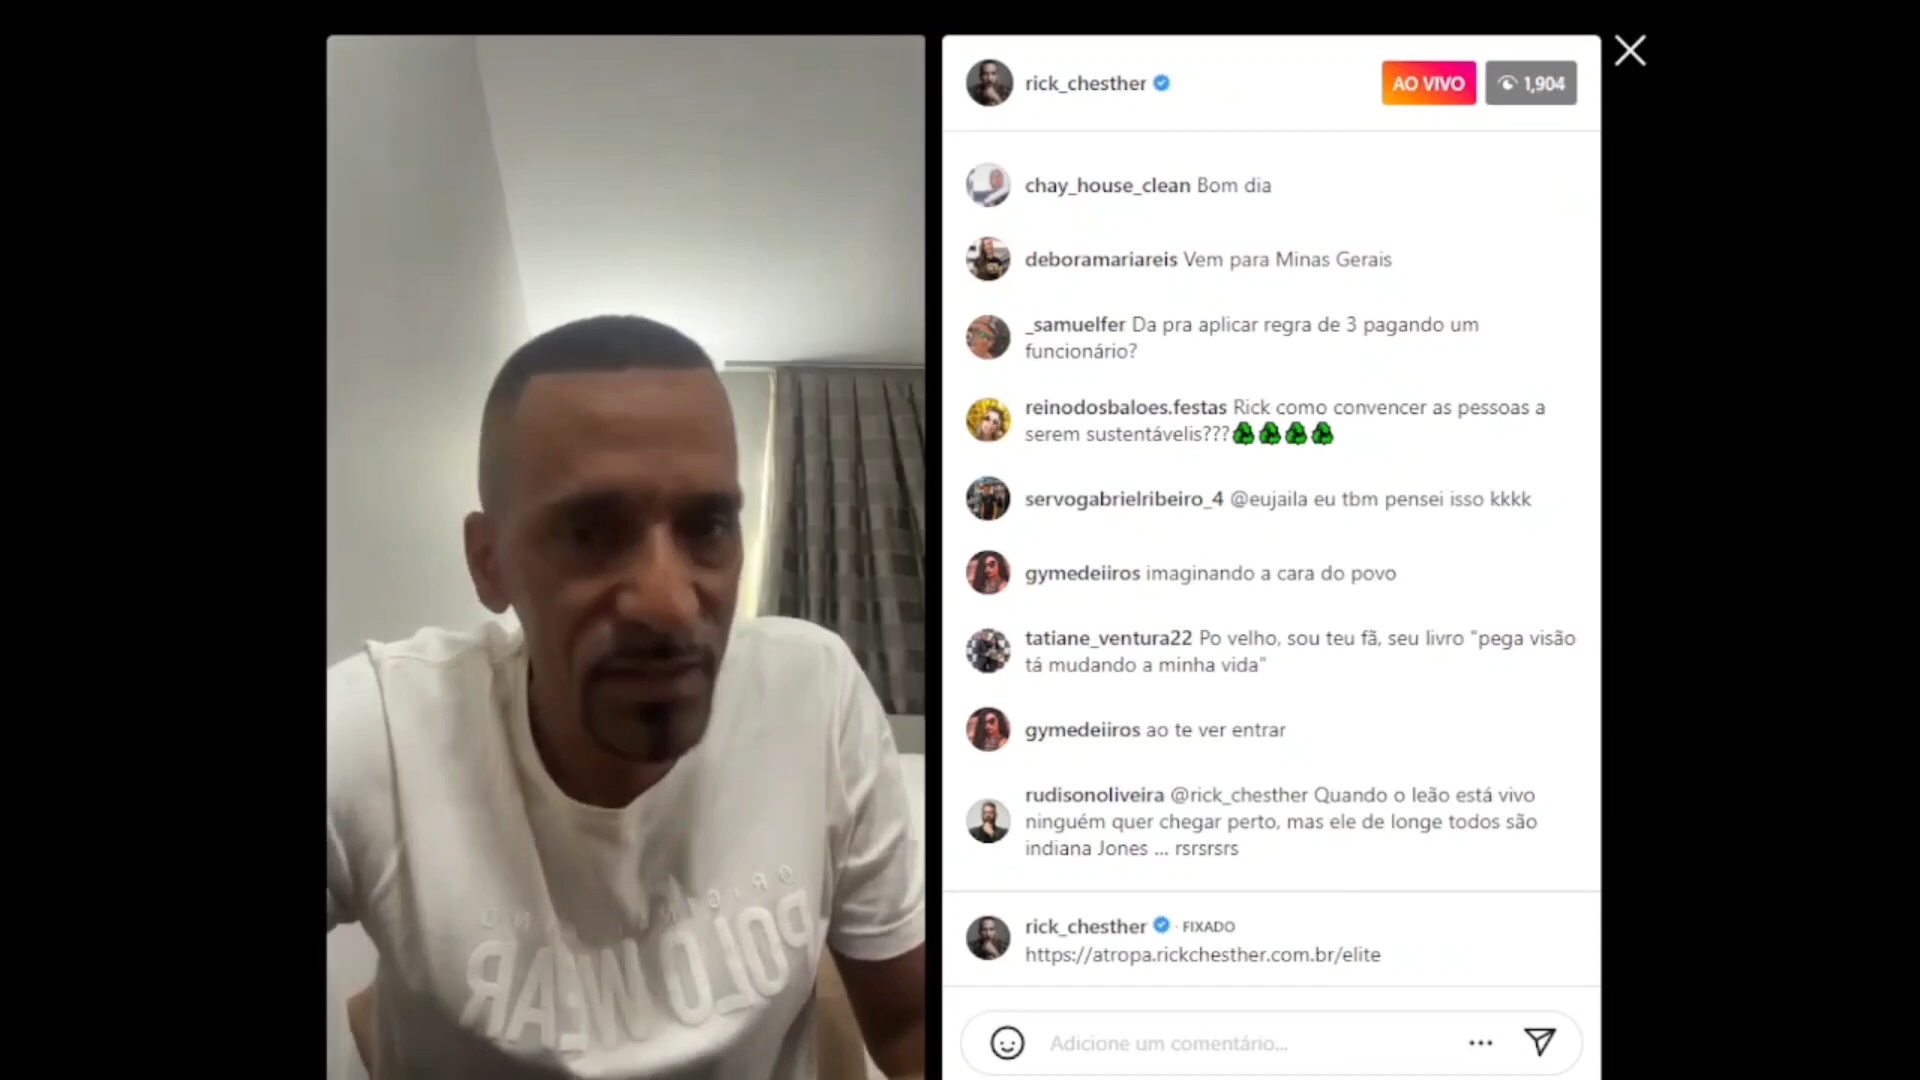 rick_chesther
AO VIVO
1,904
chay_house_clean Bom dia
deboramariareis Vem para Minas Gerais
_samuelfer Da pra aplicar regra de 3 pagando um
funcionário?
reinodosbaloes.festas Rick como convencer as pessoas a
serem sustentávelis???
servogabrielribeiro_4 @eujaila eu tbm pensei isso kkkk
gymedeiiros imaginando a cara do povo
tatiane_ventura22 Po velho, sou teu fã, seu livro "pega visão
tá mudando a minha vida"
gymedeiiros ao te ver entrar
rudisonoliveira @rick_chesther Quando o leão está vivo
ninguém quer chegar perto, mas ele de longe todos são
indiana Jones ... rsrsrsrs
rick_chesther · FIXADO
https://atropa.rickchesther.com.br/elite
Adicione um comentário...
POLO WEAR